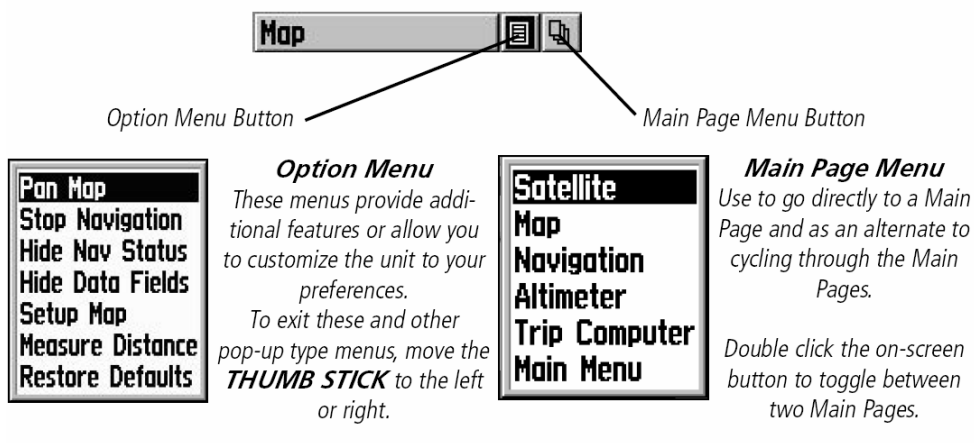 Map
Option Menu Button
Main Page Menu Button
Pan Map
Stop Navigation
Hide Nav Status
Hide Data Fields
Setup Map
Measure Distance
Restore Defaults
Option Menu
These menus provide addi-
tional features or allow you
to customize the unit to your
preferences.
To exit these and other
pop-up type menus, move the
THUMB STICK to the left
or right.
Satellite
Map
Navigation
Altimeter
Trip Computer
Main Menu
Main Page Menu
Use to go directly to a Main
Page and as an alternate to
cycling through the Main
Pages.
Double click the on-screen
button to toggle between
two Main Pages.